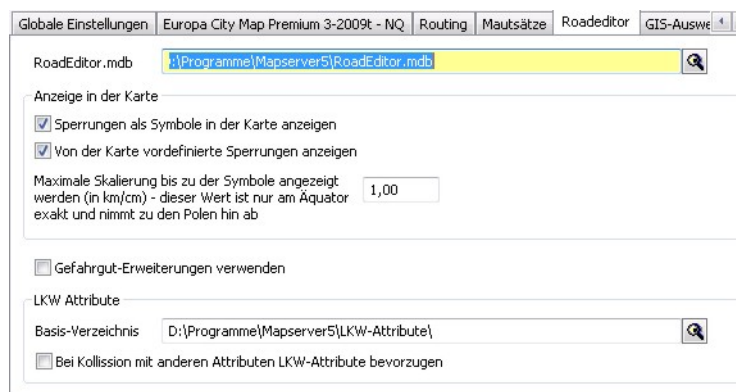 Globale Einstellungen Europa City Map Premium 3-2009t - NQ Routing Mautsätze Roadeditor GIS-Auswe
RoadEditor.mdb :\Programme\Mapserver5\RoadEditor.mdb
Anzeige in der Karte
Sperrungen als Symbole in der Karte anzeigen
Von der Karte vordefinierte Sperrungen anzeigen
Maximale Skalierung bis zu der Symbole angezeigt
werden (in km/cm) - dieser Wert ist nur am Äquator
exakt und nimmt zu den Polen hin ab
1,00
Gefahrgut-Erweiterungen verwenden
LKW Attribute
Basis-Verzeichnis D:\Programme\Mapserver5\LKW-Attribute\
Bei Kollission mit anderen Attributen LKW-Attribute bevorzugen